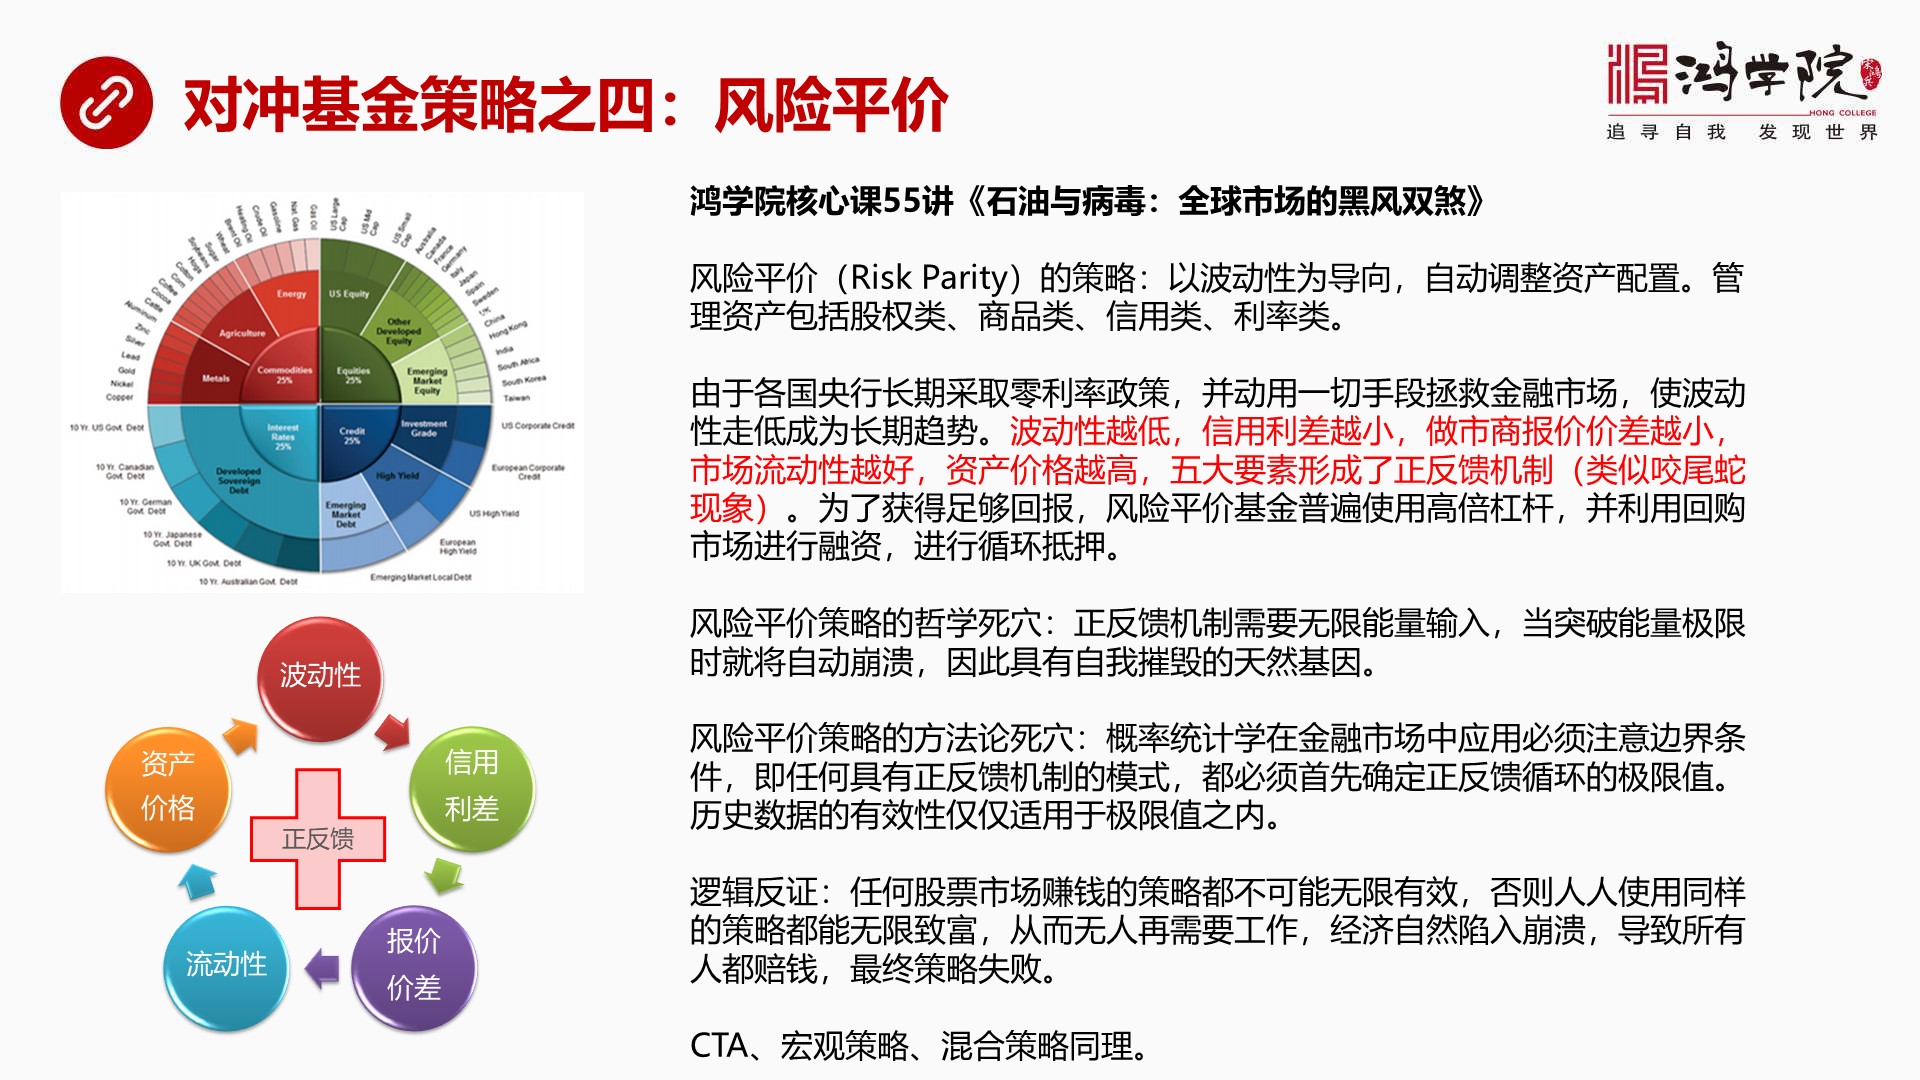 对冲基金策略之四：风险平价
鸿学院
宋鸿兵
HONG COLLEGE
追寻自我 发现世界
鸿学院核心课55讲《石油与病毒：全球市场的黑风双煞》
风险平价（Risk Parity）的策略：以波动性为导向，自动调整资产配置。管
理资产包括股权类、商品类、信用类、利率类。
由于各国央行长期采取零利率政策，并动用一切手段拯救金融市场，使波动
性走低成为长期趋势。波动性越低，信用利差越小，做市商报价价差越小，
市场流动性越好，资产价格越高，五大要素形成了正反馈机制（类似咬尾蛇
现象）。为了获得足够回报，风险平价基金普遍使用高倍杠杆，并利用回购
市场进行融资，进行循环抵押。
风险平价策略的哲学死穴：正反馈机制需要无限能量输入，当突破能量极限
时就将自动崩溃，因此具有自我摧毁的天然基因。
风险平价策略的方法论死穴：概率统计学在金融市场中应用必须注意边界条
件，即任何具有正反馈机制的模式，都必须首先确定正反馈循环的极限值。
历史数据的有效性仅仅适用于极限值之内。
逻辑反证：任何股票市场赚钱的策略都不可能无限有效，否则人人使用同样
的策略都能无限致富，从而无人再需要工作，经济自然陷入崩溃，导致所有
人都赔钱，最终策略失败。
CTA、宏观策略、混合策略同理。
Commodities
25%
Equities
25%
Interest
Rates
25%
Credit
25%
Energy
Agriculture
Metals
US Equity
Other
Developed
Equity
Emerging
Market
Equity
Investment
Grade
High Yield
Emerging
Market
Debt
Developed
Sovereign
Debt
Copper
Nickel
Gold
Lead
Silver
Zinc
Aluminum
Cattle
Cocoa
Coffee
Corn
Cotton
Hogs
Sugar
Soybeans
Wheat
Brent Oil
Heating Oil
Crude Oil
Gasoline
Nat. Gas
Gas Oil
US Large
Cap
US Mid
Cap
US Small
Cap
Australia
Canada
France
Germany
Italy
Japan
Spain
Sweden
UK
China
Hong Kong
India
South Africa
South Korea
Taiwan
US Corporate Credit
European Corporate
Credit
US High Yield
European
High Yield
Emerging Market Local Debt
10 Yr. Australian Govt. Debt
10 Yr. UK Govt. Debt
10 Yr. Japanese
Govt. Debt
10 Yr. German
Govt. Debt
10 Yr. Canadian
Govt. Debt
10 Yr. US Govt. Debt
波动性
信用
利差
报价
价差
流动性
资产
价格
正反馈